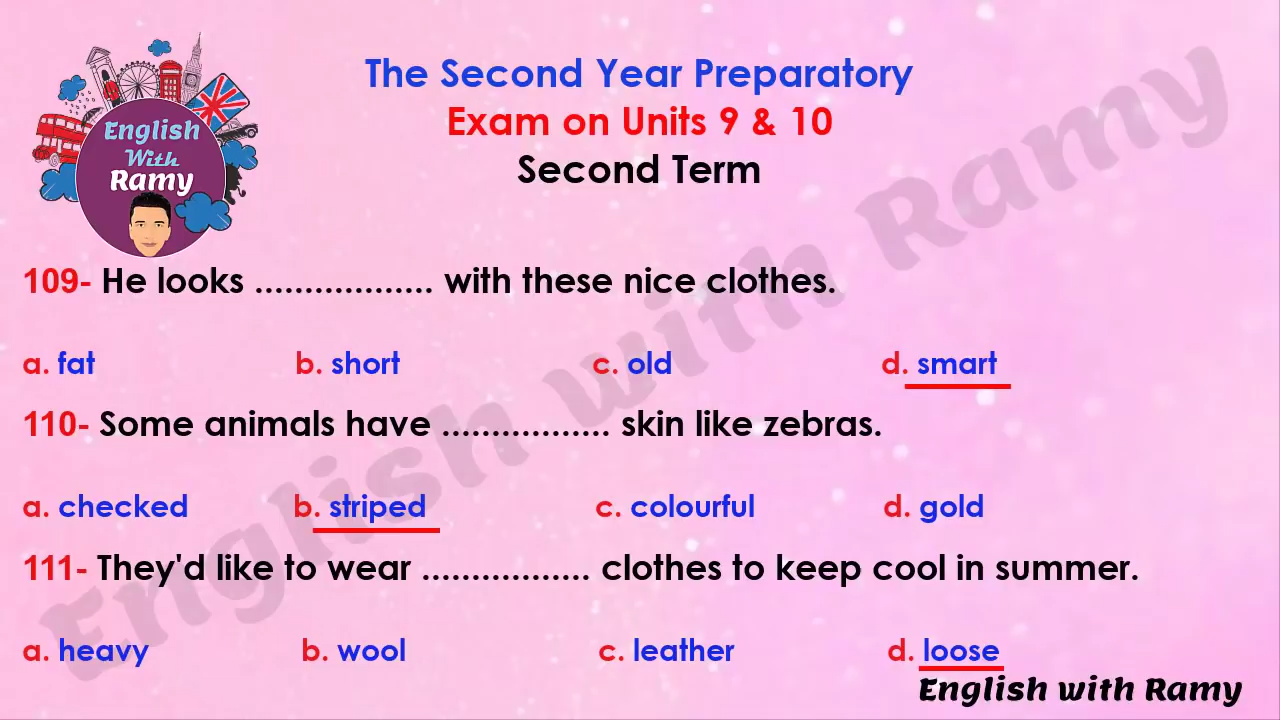 English
With
Ramy
The Second Year Preparatory
Exam on Units 9 & 10
Second Term
109- He looks .................. with these nice clothes.
a. fat b. short c. old d. smart
110- Some animals have ................. skin like zebras.
a. checked b. striped c. colourful d. gold
111- They'd like to wear ................. clothes to keep cool in summer.
a. heavy b. wool c. leather d. loose
English with Ramy
English with Ramy